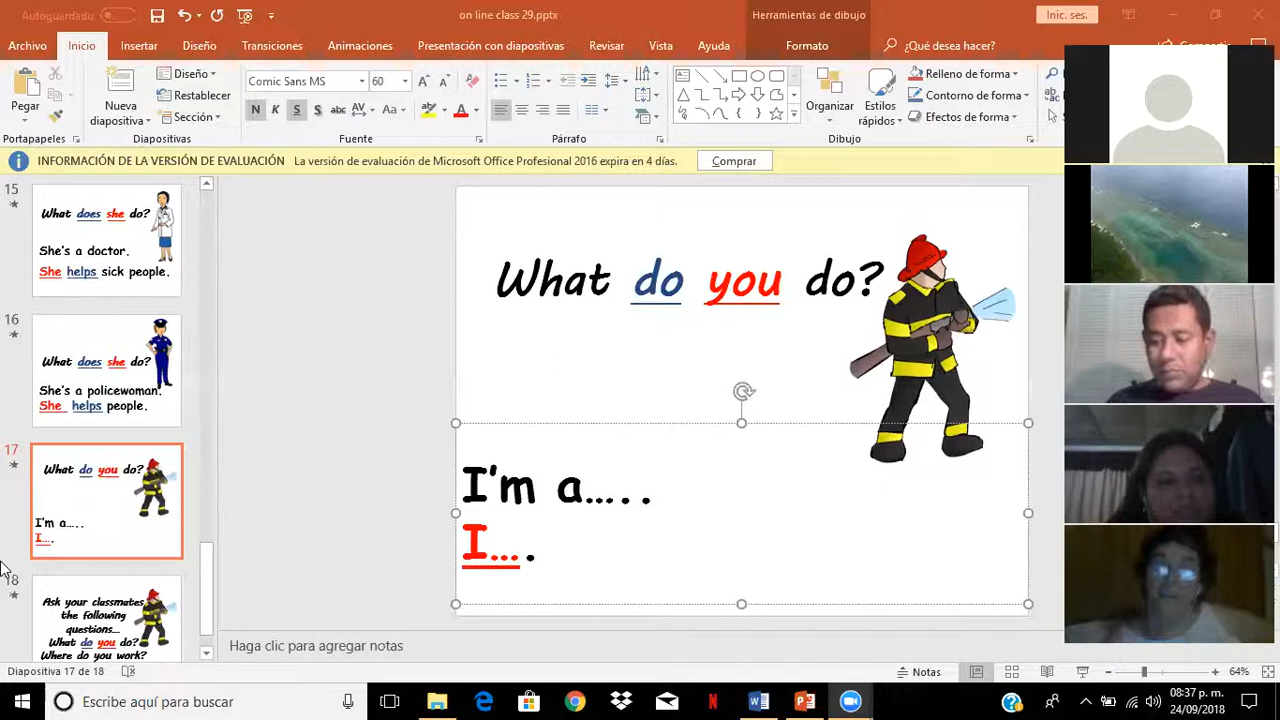 Autoguardado
on line class 29.pptx
Herramientas de dibujo
Inic. ses.
Archivo
Inicio
Insertar
Diseño
Transiciones
Animaciones
Presentación con diapositivas
Revisar
Vista
Ayuda
Formato
¿Qué desea hacer?
Compartir
Pegar
Nueva diapositiva
Diseño
Restablecer
Sección
Comic Sans MS
60
N K S S abc AV Aa A
Organizar
Estilos rápidos
Relleno de forma
Contorno de forma
Efectos de forma
Portapapeles
Diapositivas
Fuente
Párrafo
Dibujo
INFORMACIÓN DE LA VERSIÓN DE EVALUACIÓN
La versión de evaluación de Microsoft Office Profesional 2016 expira en 4 días.
Comprar
15
What does she do?
She's a doctor.
She helps sick people.
16
What does she do?
She's a policewoman.
She helps people.
17
What do you do?
I'm a.....
I....
18
Ask your classmates
the following
questions...
What do you do?
Where do you work?
What do you do?
I'm a.....
I....
Haga clic para agregar notas
Diapositiva 17 de 18
Notas
64%
Escribe aquí para buscar
08:37 p. m.
24/09/2018